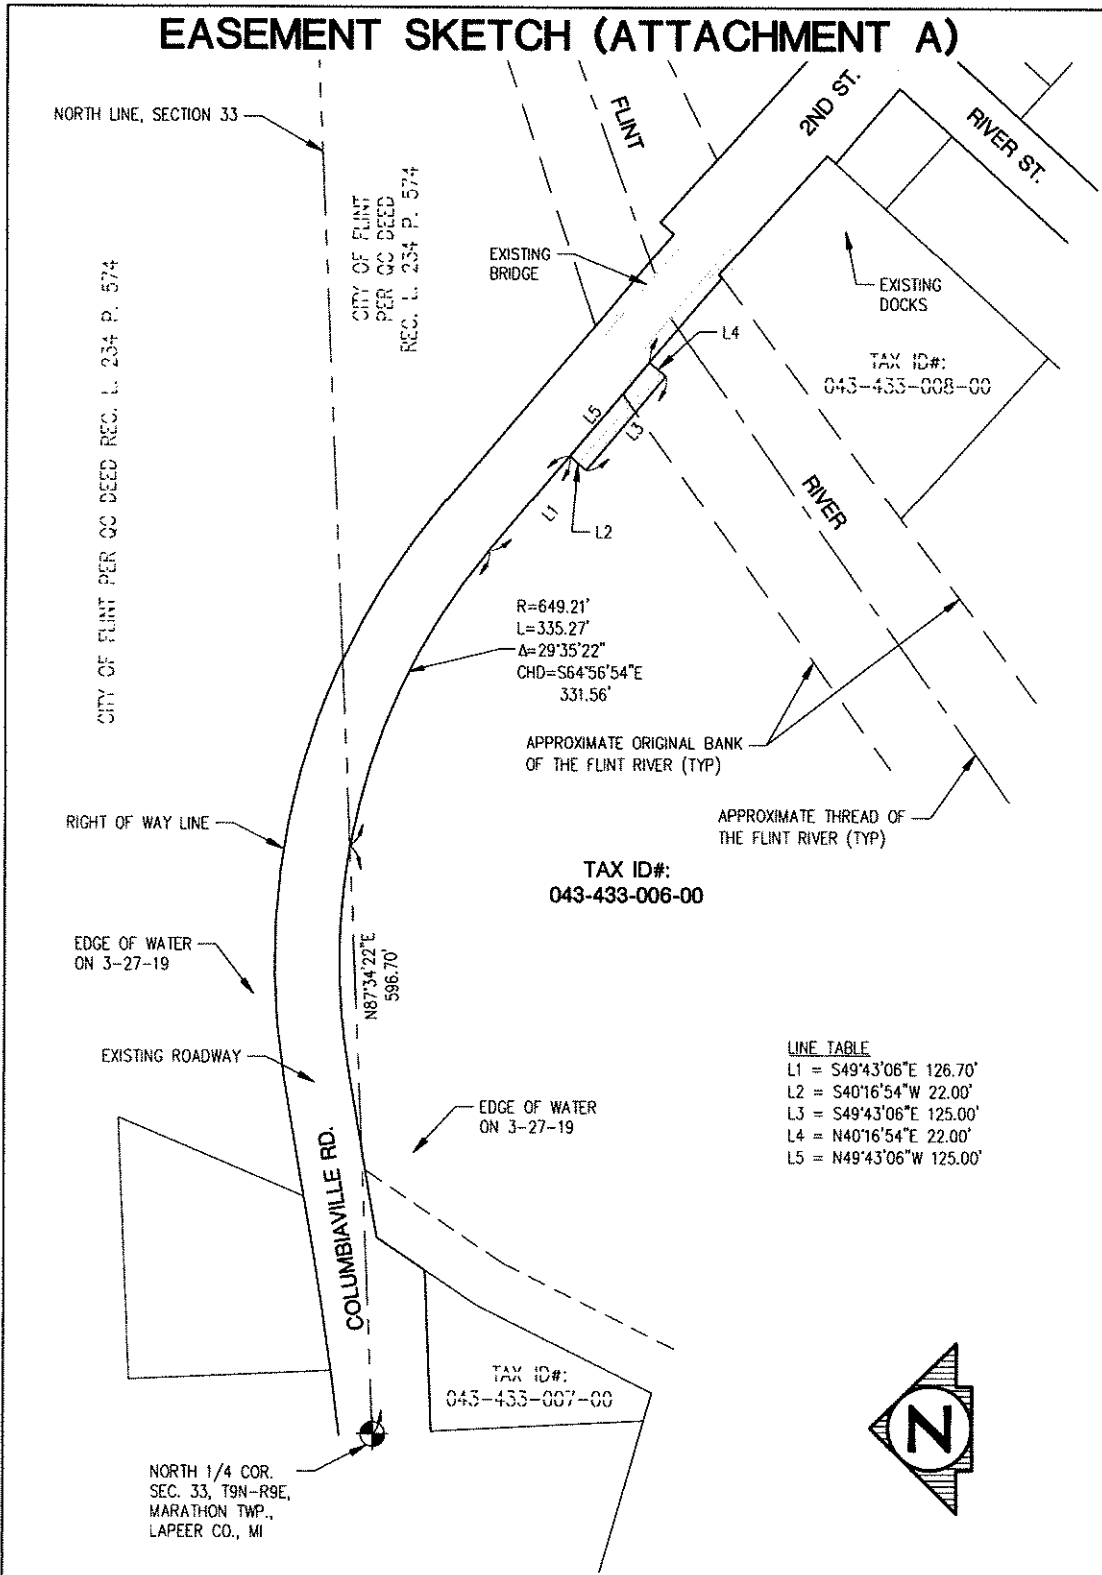 EASEMENT SKETCH (ATTACHMENT A)
NORTH LINE, SECTION 33
CITY OF FLINT PER QC DEED REC. L. 234 P. 574
CITY OF FLINT
PER QC DEED
REC. L. 234 P. 574
FLINT
2ND ST.
RIVER ST.
EXISTING
BRIDGE
EXISTING
DOCKS
L4
TAX ID#:
043-433-008-00
L5
L3
L1
L2
RIVER
R=649.21'
L=335.27'
Δ=29°35'22"
CHD=S64°56'54"E
331.56'
APPROXIMATE ORIGINAL BANK
OF THE FLINT RIVER (TYP)
APPROXIMATE THREAD OF
THE FLINT RIVER (TYP)
RIGHT OF WAY LINE
TAX ID#:
043-433-006-00
EDGE OF WATER
ON 3-27-19
N87°34'22"E
596.70'
EXISTING ROADWAY
LINE TABLE
L1 = S49°43'06"E 126.70'
L2 = S40°16'54"W 22.00'
L3 = S49°43'06"E 125.00'
L4 = N40°16'54"E 22.00'
L5 = N49°43'06"W 125.00'
EDGE OF WATER
ON 3-27-19
COLUMBIAVILLE RD.
TAX ID#:
043-433-007-00
N
NORTH 1/4 COR.
SEC. 33, T9N-R9E,
MARATHON TWP.,
LAPEER CO., MI